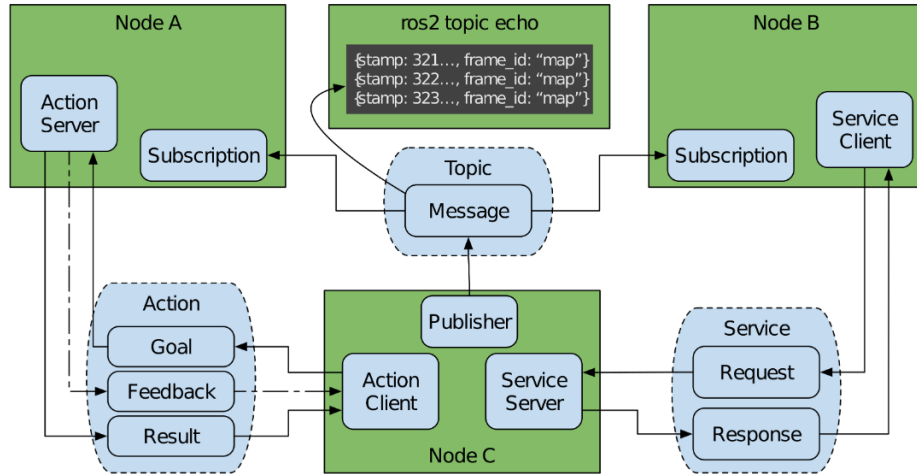 Node A
ros2 topic echo
Node B
{stamp: 321…, frame_id: “map”}
{stamp: 322…, frame_id: “map”}
{stamp: 323…, frame_id: “map”}
Action
Server
Subscription
Subscription
Service
Client
Topic
Message
Action
Goal
Feedback
Result
Publisher
Action
Client
Service
Server
Node C
Service
Request
Response